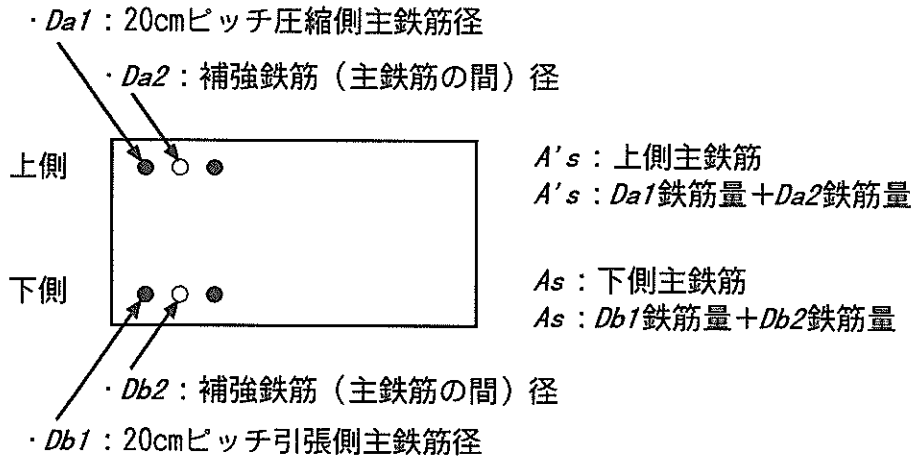 ・Da1：20cmピッチ圧縮側主鉄筋径
・Da2：補強鉄筋（主鉄筋の間）径
上側
A's：上側主鉄筋
A's：Da1鉄筋量＋Da2鉄筋量
下側
As：下側主鉄筋
As：Db1鉄筋量＋Db2鉄筋量
・Db2：補強鉄筋（主鉄筋の間）径
・Db1：20cmピッチ引張側主鉄筋径